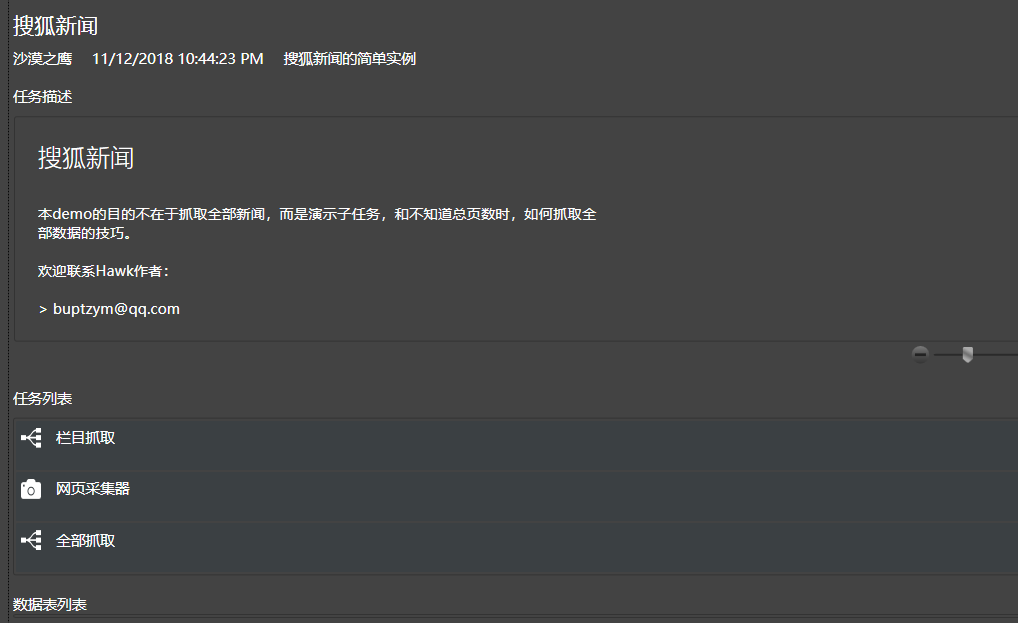 搜狐新闻
沙漠之鹰 11/12/2018 10:44:23 PM 搜狐新闻的简单实例
任务描述
搜狐新闻
本demo的目的不在于抓取全部新闻，而是演示子任务，和不知道总页数时，如何抓取全
部数据的技巧。
欢迎联系Hawk作者：
> buptzym@qq.com
任务列表
栏目抓取
网页采集器
全部抓取
数据表列表